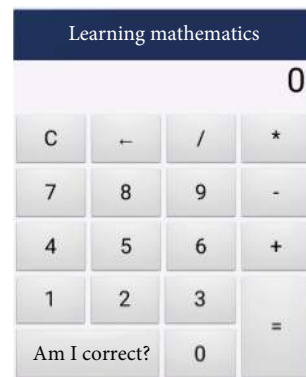 Learning mathematics
0
C ← / *
7 8 9 -
4 5 6 +
1 2 3
=
Am I correct? 0